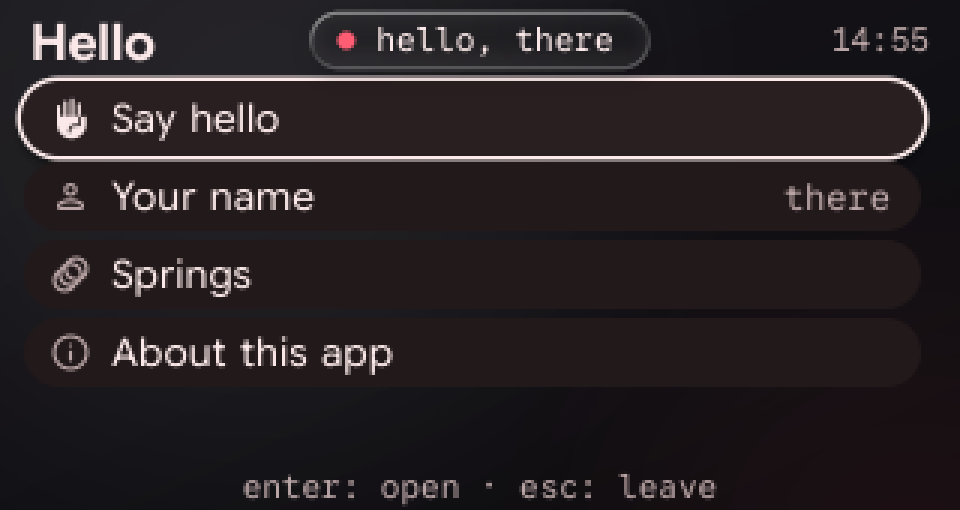 Hello
hello, there
14:55
Say hello
Your name
there
Springs
About this app
enter: open · esc: leave